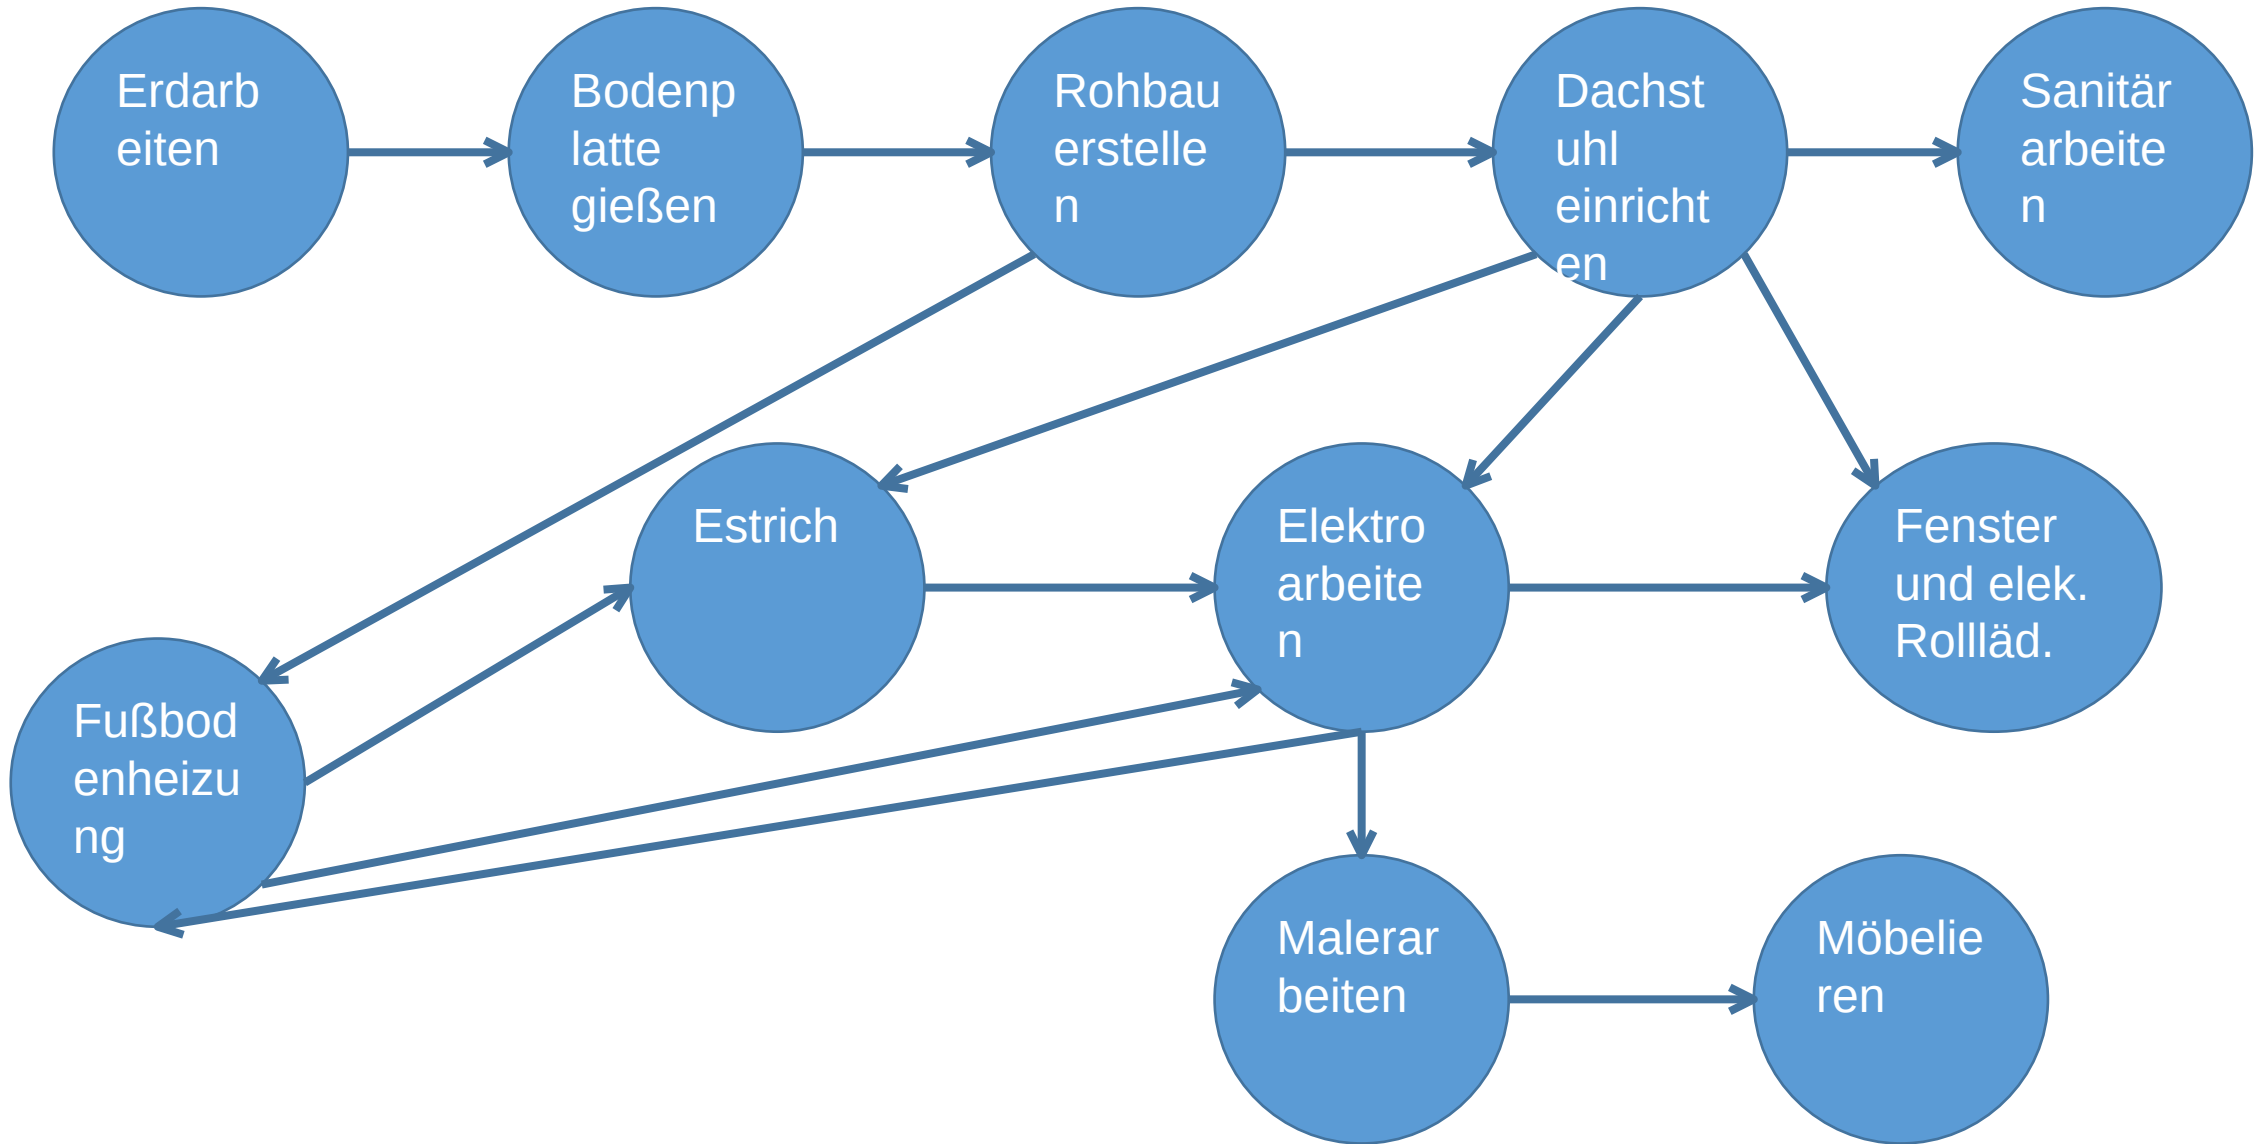 Erdarb
eiten
Bodenp
latte
gießen
Rohbau
erstelle
n
Dachst
uhl
einricht
en
Sanitär
arbeite
n
Estrich
Elektro
arbeite
n
Fenster
und elek.
Rollläd.
Fußbod
enheizu
ng
Malerar
beiten
Möbelie
ren